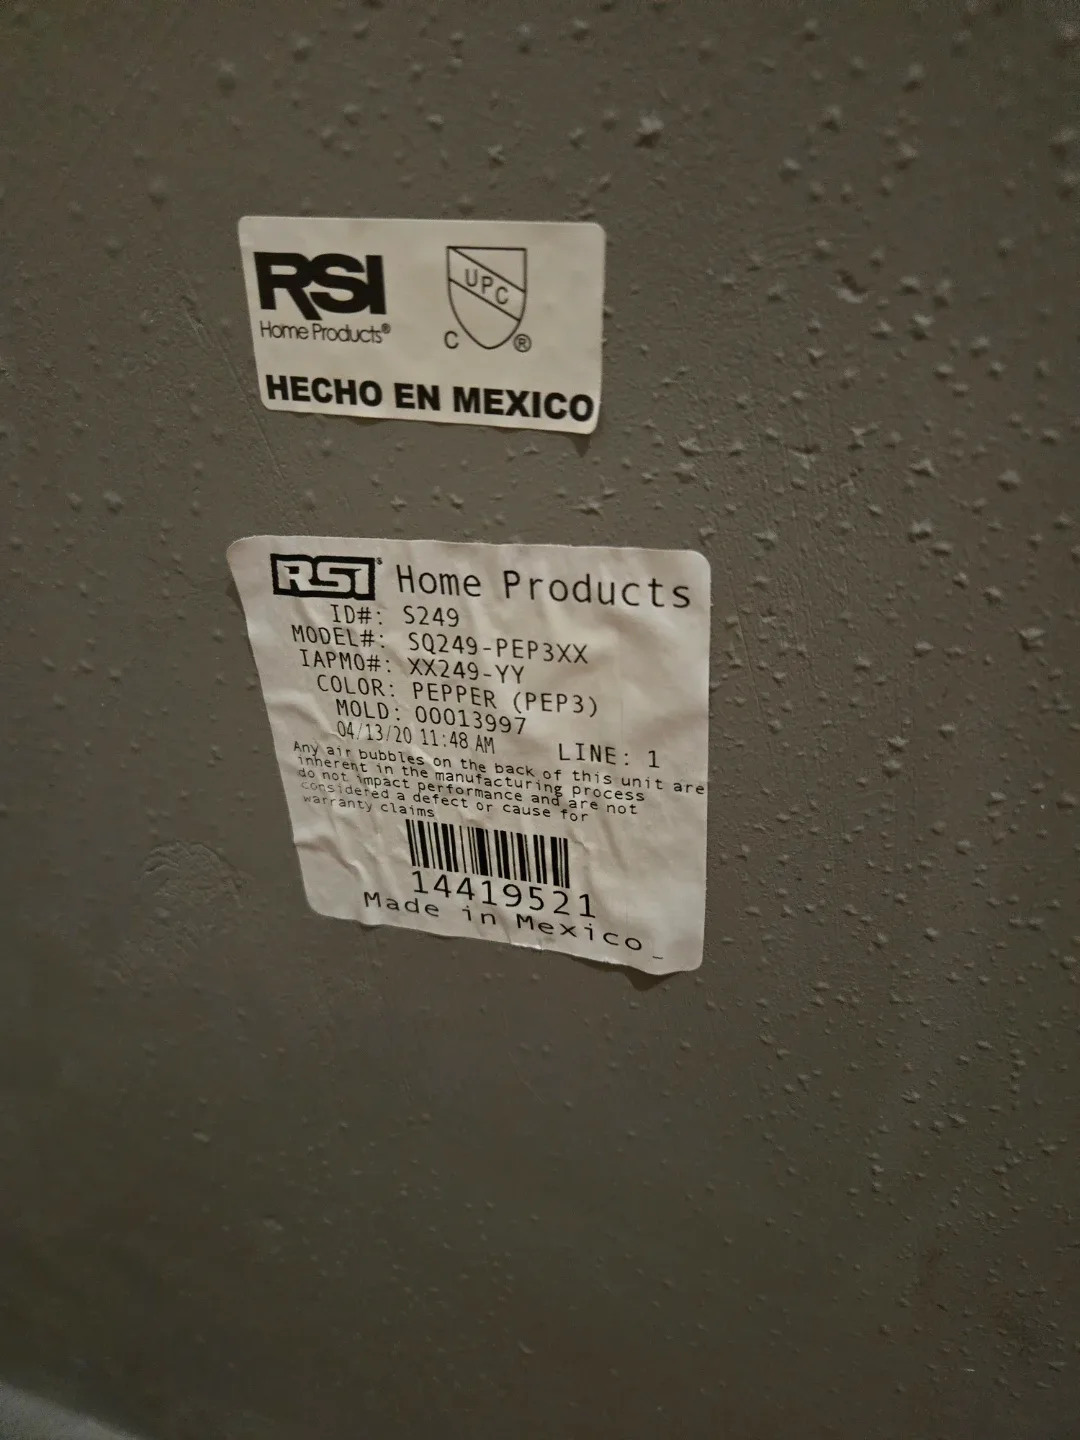 RSI
Home Products®
UPC
C ®
HECHO EN MEXICO
RSI® Home Products
ID#: S249
MODEL#: SQ249-PEP3XX
IAPMO#: XX249-YY
COLOR: PEPPER (PEP3)
MOLD: 00013997
04/13/20 11:48 AM LINE: 1
Any air bubbles on the back of this unit are
inherent in the manufacturing process
do not impact performance and are not
considered a defect or cause for
warranty claims
14419521
Made in Mexico_